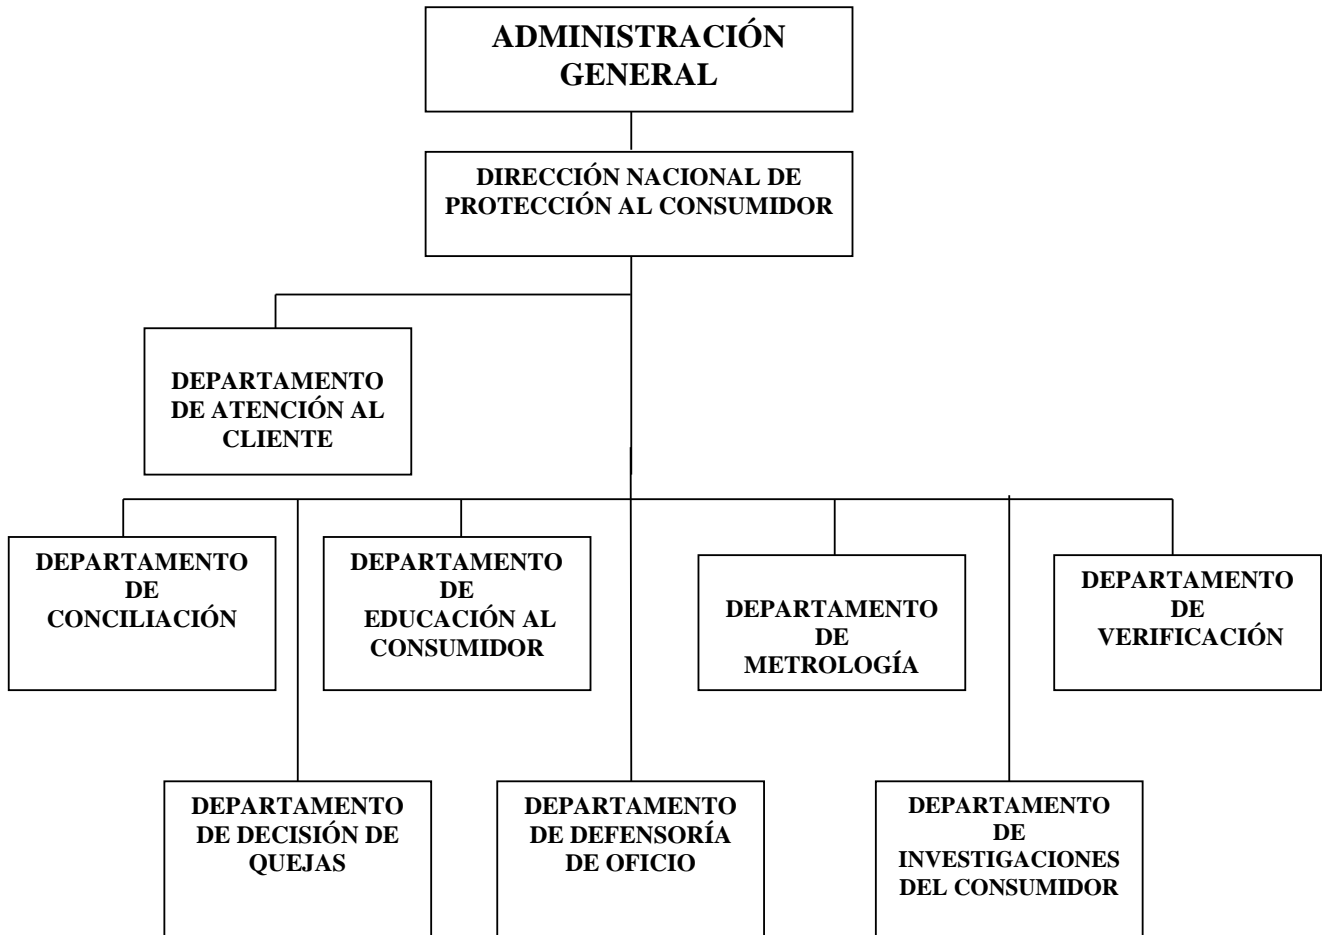 ADMINISTRACIÓN
GENERAL
DIRECCIÓN NACIONAL DE
PROTECCIÓN AL CONSUMIDOR
DEPARTAMENTO
DE ATENCIÓN AL
CLIENTE
DEPARTAMENTO
DE
CONCILIACIÓN
DEPARTAMENTO
DE
EDUCACIÓN AL
CONSUMIDOR
DEPARTAMENTO
DE
METROLOGÍA
DEPARTAMENTO
DE
VERIFICACIÓN
DEPARTAMENTO
DE DECISIÓN DE
QUEJAS
DEPARTAMENTO
DE DEFENSORÍA
DE OFICIO
DEPARTAMENTO
DE
INVESTIGACIONES
DEL CONSUMIDOR